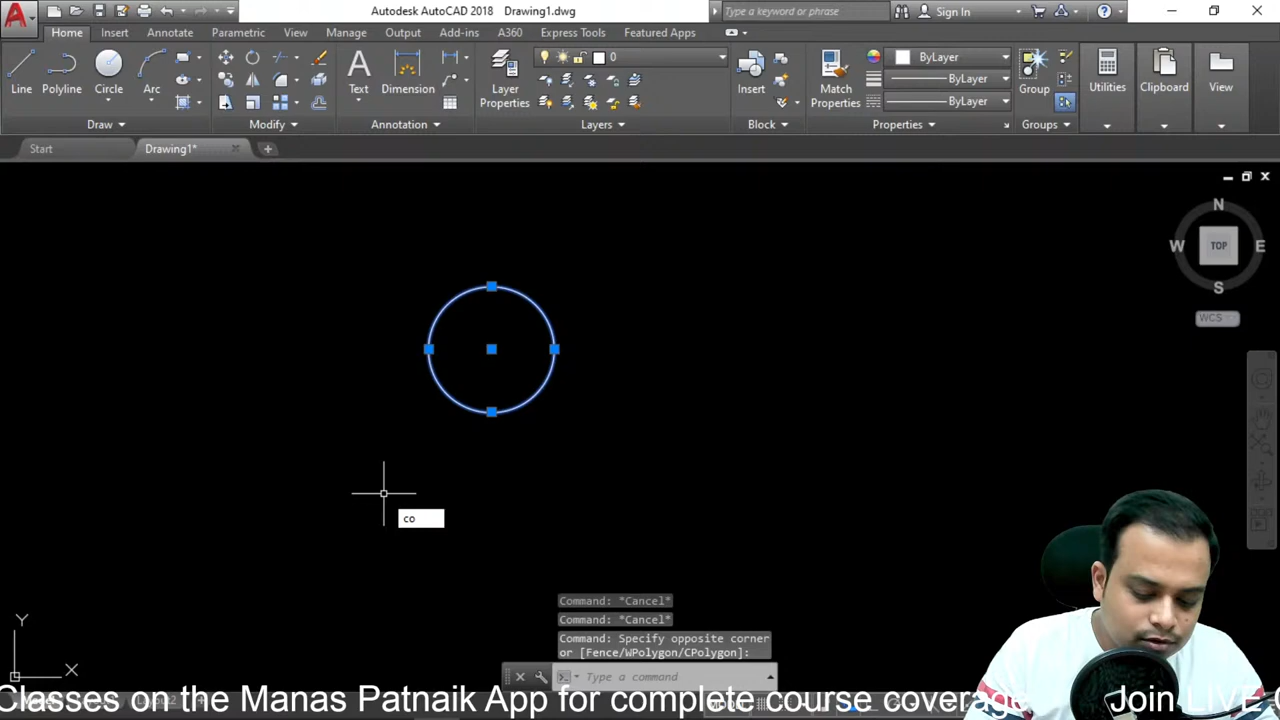 Autodesk AutoCAD 2018 Drawing1.dwg
Type a keyword or phrase
Sign In
Home Insert Annotate Parametric View Manage Output Add-ins A360 Express Tools Featured Apps
Line Polyline Circle Arc
Text Dimension
Layer Properties
0
Insert
Match Properties
ByLayer
ByLayer
ByLayer
Group
Utilities Clipboard View
Draw Modify Annotation Layers Block Properties Groups
Start Drawing1*
N
W TOP E
S
WCS
co
Command: *Cancel*
Command: *Cancel*
Command: Specify opposite corner
or [Fence/WPolygon/CPolygon]:
Type a command
Y
X
Classes on the Manas Patnaik App for complete course coverage Join LIVE